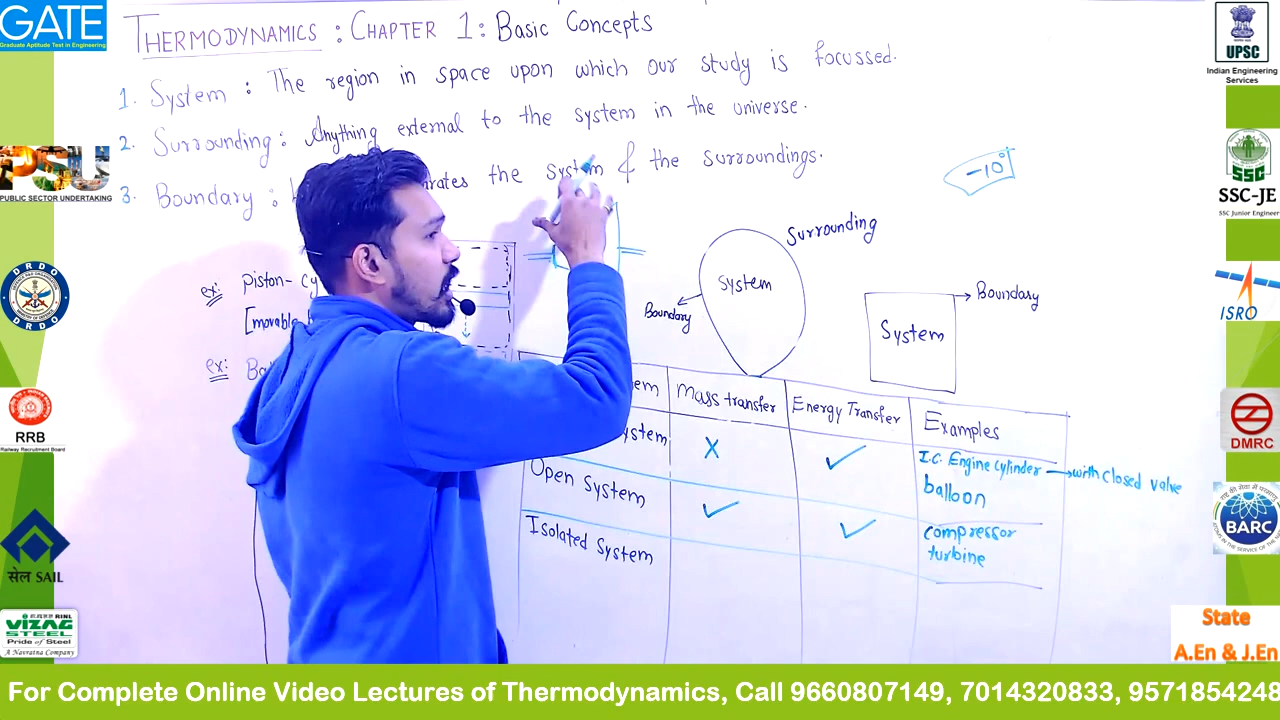 GATE
Graduate Aptitude Test in Engineering
THERMODYNAMICS : CHAPTER 1: Basic Concepts
1. System : The region in space upon which our study is focussed.
2. Surrounding : Anything external to the system in the universe.
3. Boundary : the system & the surroundings.
-10°
ex: Piston-
[movable
ex:
System
Surrounding
Boundary
System
Boundary
Mass transfer
Energy Transfer
Examples
ystem X ✓ I.C. Engine cylinder → with closed valve
balloon
Open System ✓ ✓ compressor
turbine
Isolated System
PSU
PUBLIC SECTOR UNDERTAKING
DRDO
DRDO
RRB
Railway Recruitment Board
सेल SAIL
VIZAG
STEEL
Pride of Steel
A Navratna Company
UPSC
Indian Engineering
Services
SSC
SSC-JE
SSC Junior Engineer
ISRO
DMRC
BARC
State
A.En & J.En
For Complete Online Video Lectures of Thermodynamics, Call 9660807149, 7014320833, 9571854248